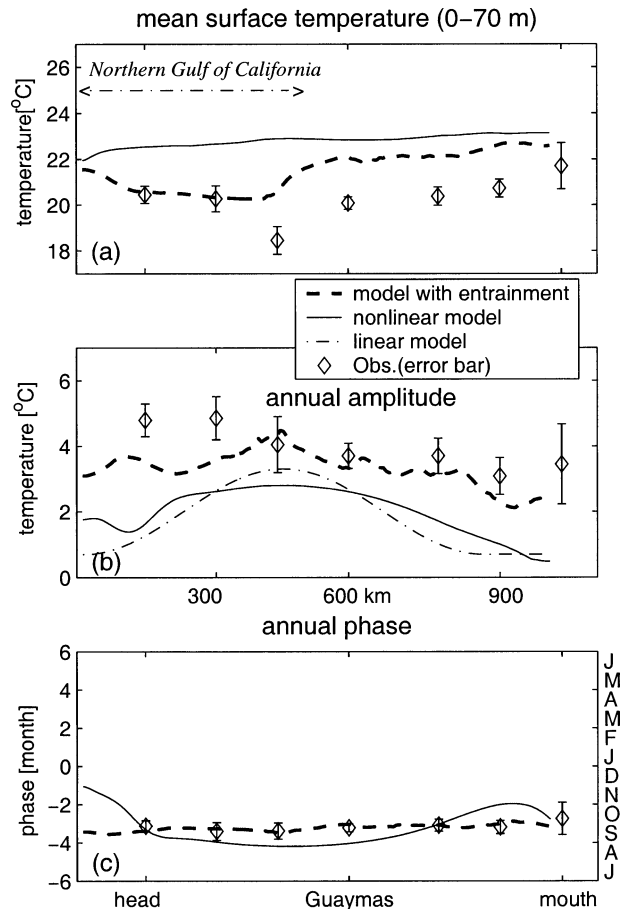 mean surface temperature (0−70 m)
26
24
22
20
18
temperature[°C]
Northern Gulf of California
(a)
model with entrainment
nonlinear model
linear model
Obs.(error bar)
6
4
2
0
temperature [°C]
annual amplitude
(b)
300 600 km 900
annual phase
6
4
2
0
−2
−4
−6
phase [month]
J
M
A
M
F
J
D
N
O
S
A
J
(c)
head Guaymas mouth